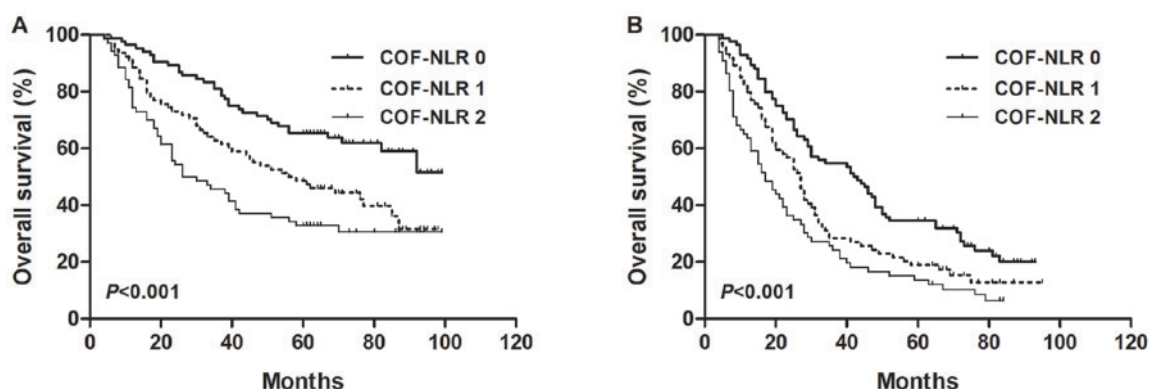 A
Overall survival (%)
100
80
60
40
20
0
COF-NLR 0
COF-NLR 1
COF-NLR 2
P<0.001
0 20 40 60 80 100 120
Months
B
Overall survival (%)
100
80
60
40
20
0
COF-NLR 0
COF-NLR 1
COF-NLR 2
P<0.001
0 20 40 60 80 100 120
Months